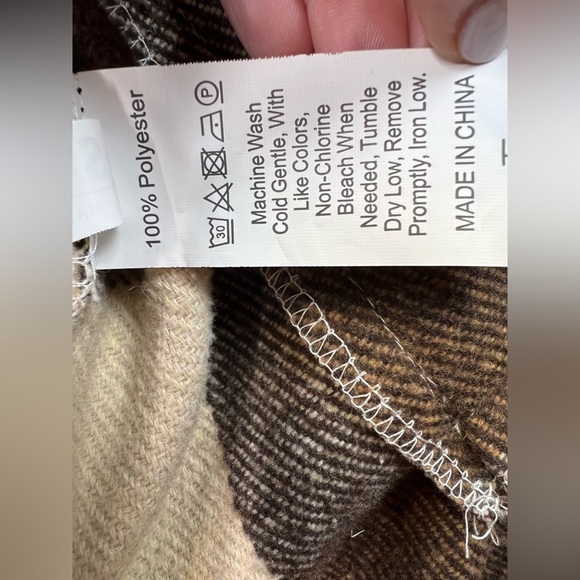 100% Polyester
30
P
Machine Wash
Cold Gentle, With
Like Colors,
Non-Chlorine
Bleach When
Needed, Tumble
Dry Low, Remove
Promptly, Iron Low.
MADE IN CHINA